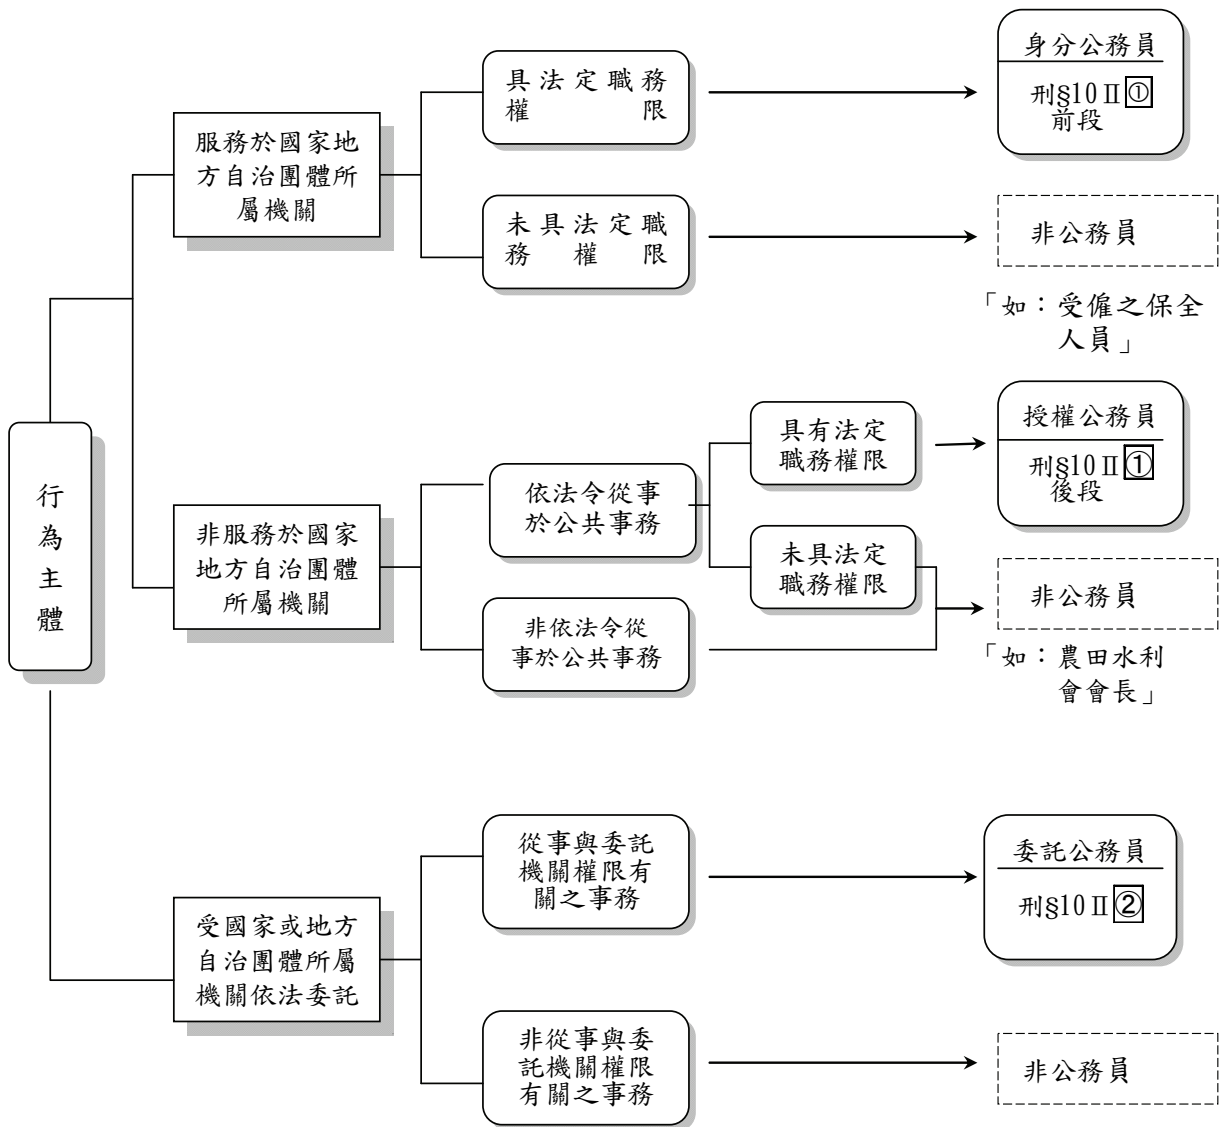 行
為
主
體
服務於國家地
方自治團體所
屬機關
具法定職務
權限
身分公務員
刑§10Ⅱ①
前段
未具法定職
務權限
非公務員
「如：受僱之保全
人員」
非服務於國家
地方自治團體
所屬機關
依法令從事
於公共事務
具有法定
職務權限
授權公務員
刑§10Ⅱ①
後段
未具法定
職務權限
非依法令從
事於公共事務
非公務員
「如：農田水利
會會長」
受國家或地方
自治團體所屬
機關依法委託
從事與委託
機關權限有
關之事務
委託公務員
刑§10Ⅱ②
非從事與委
託機關權限
有關之事務
非公務員